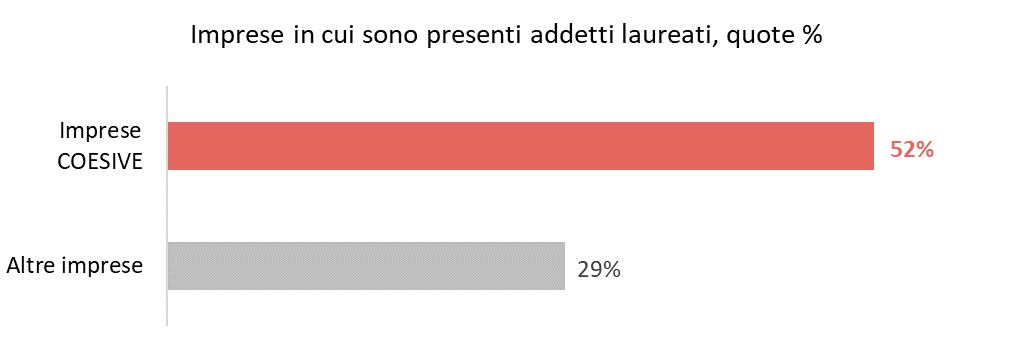 Imprese in cui sono presenti addetti laureati, quote %
Imprese
COESIVE
52%
Altre imprese
29%